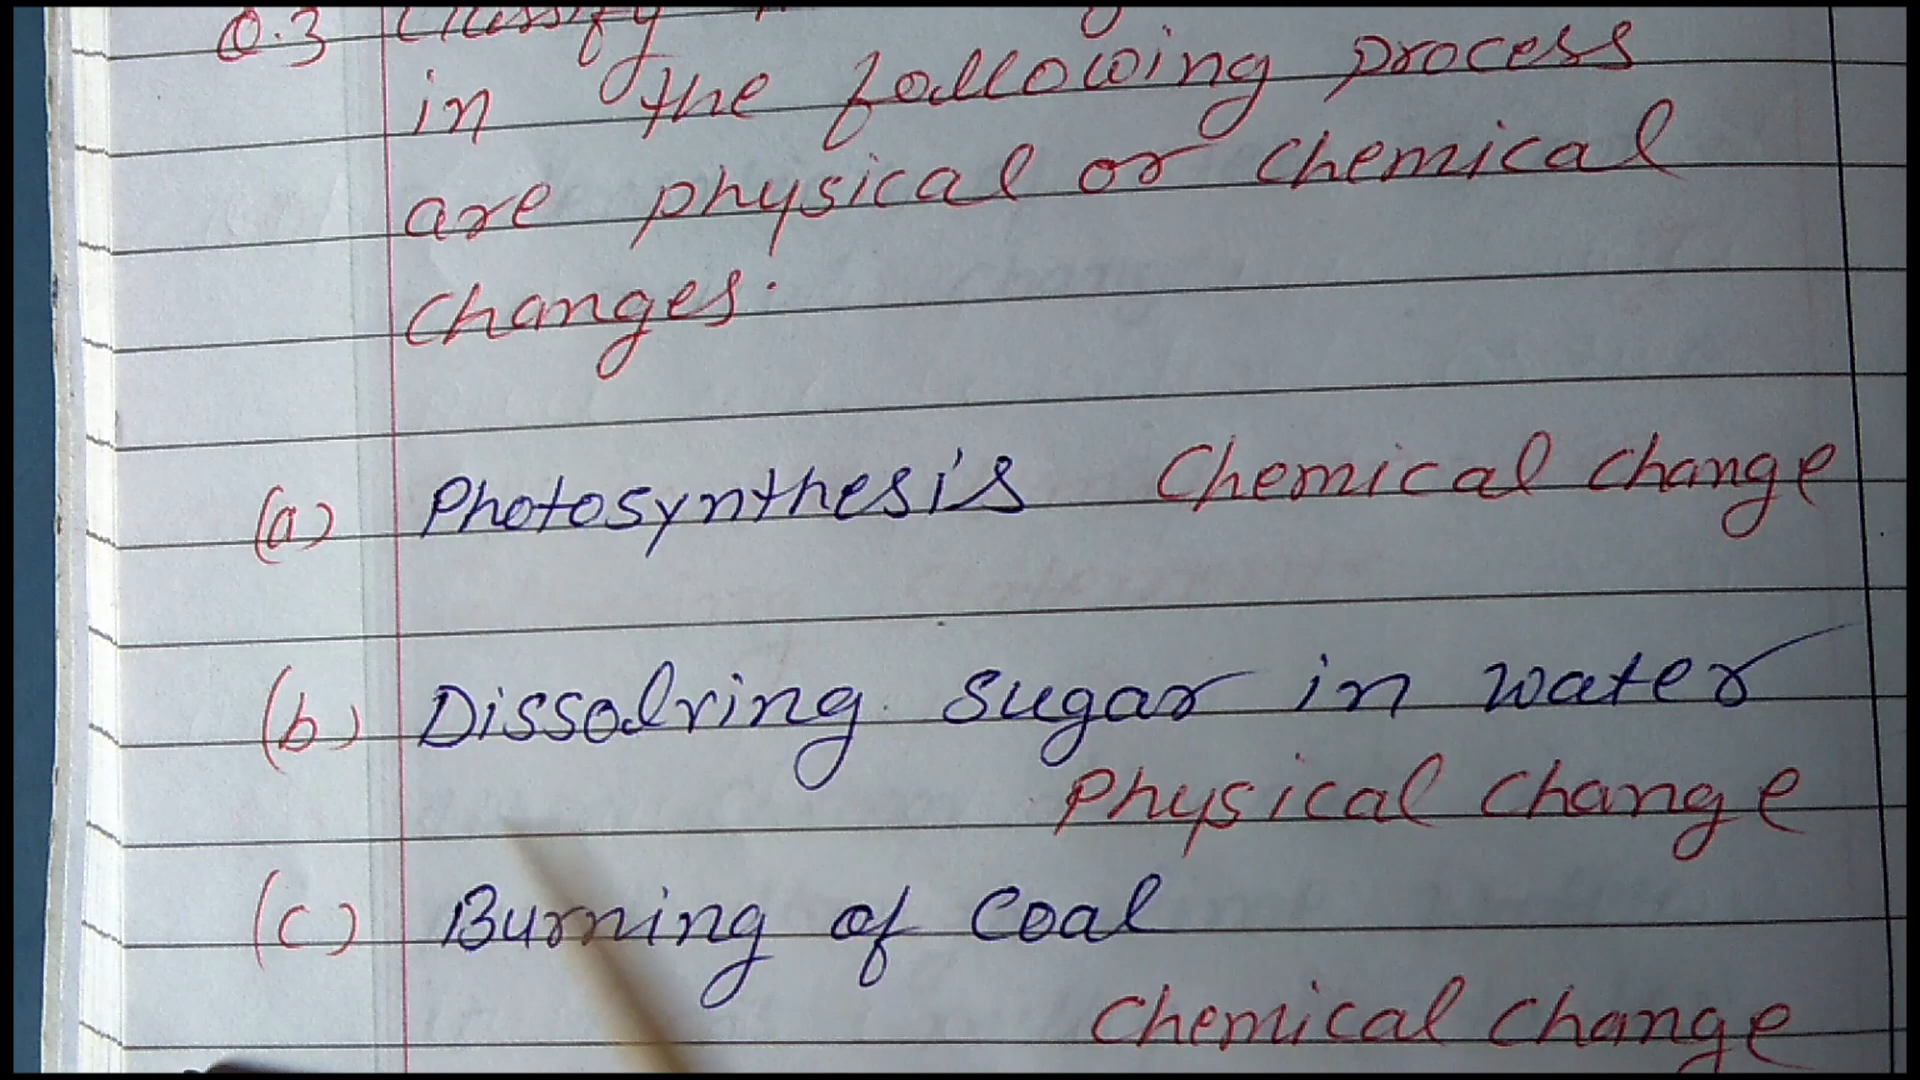 Q.3 Classify
in the following process
are physical or chemical
changes.
(a) Photosynthesis Chemical change
(b) Dissolving sugar in water
Physical change
(c) Burning of coal
Chemical change